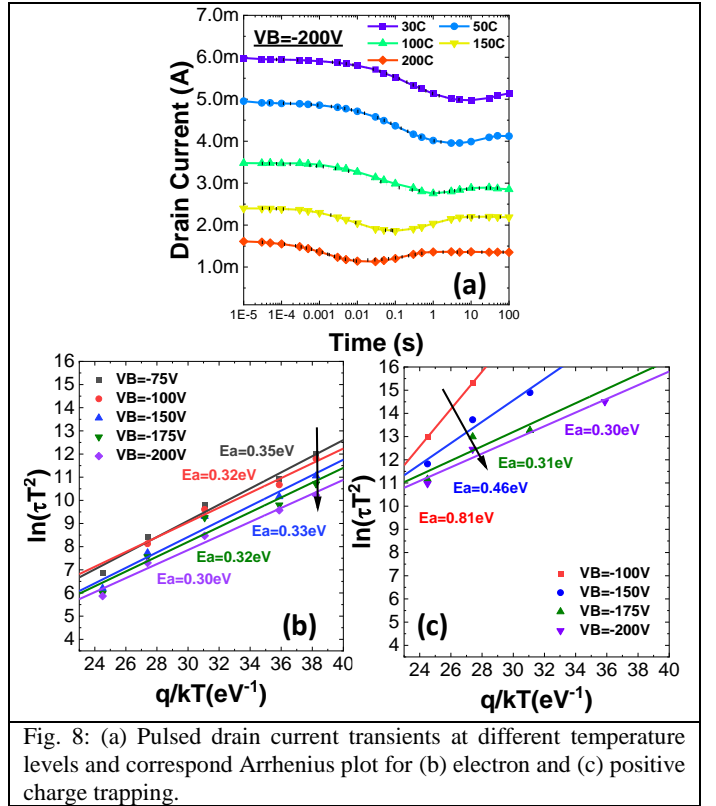 7.0m
6.0m
5.0m
4.0m
3.0m
2.0m
1.0m
Drain Current (A)
VB=-200V
30C 50C
100C 150C
200C
(a)
1E-5 1E-4 0.001 0.01 0.1 1 10 100
Time (s)
16
15
14
13
12
11
10
9
8
7
6
5
4
ln(τT²)
VB=-75V
VB=-100V
VB=-150V
VB=-175V
VB=-200V
Ea=0.35eV
Ea=0.32eV
Ea=0.33eV
Ea=0.32eV
Ea=0.30eV
(b)
24 26 28 30 32 34 36 38 40
q/kT(eV⁻¹)
16
15
14
13
12
11
10
9
8
7
6
5
4
ln(τT²)
Ea=0.30eV
Ea=0.31eV
Ea=0.46eV
Ea=0.81eV
VB=-100V
VB=-150V
VB=-175V
VB=-200V
(c)
24 26 28 30 32 34 36 38 40
q/kT(eV⁻¹)
Fig. 8: (a) Pulsed drain current transients at different temperature
levels and correspond Arrhenius plot for (b) electron and (c) positive
charge trapping.